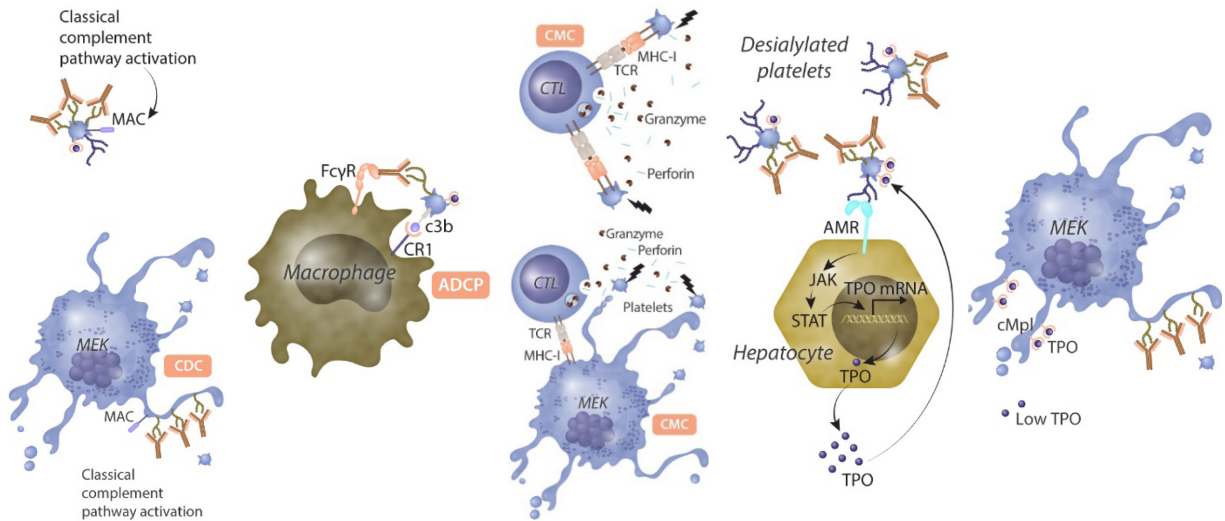 Classical
complement
pathway activation
MAC
MEK
CDC
MAC
Classical
complement
pathway activation
FcγR
c3b
CR1
Macrophage
ADCP
CMC
CTL
MHC-I
TCR
Granzyme
Perforin
Granzyme
Perforin
CTL
Platelets
TCR
MHC-I
MEK
CMC
Desialylated
platelets
AMR
JAK
TPO mRNA
STAT
Hepatocyte
TPO
TPO
MEK
cMpl
TPO
Low TPO